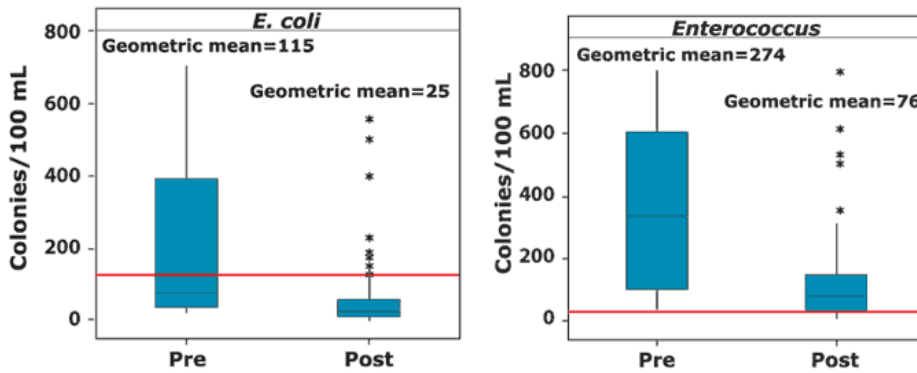 E. coli
Geometric mean=115
Geometric mean=25
Colonies/100 mL
800
600
400
200
0
Pre
Post
Enterococcus
Geometric mean=274
Geometric mean=76
Colonies/100 mL
800
600
400
200
0
Pre
Post